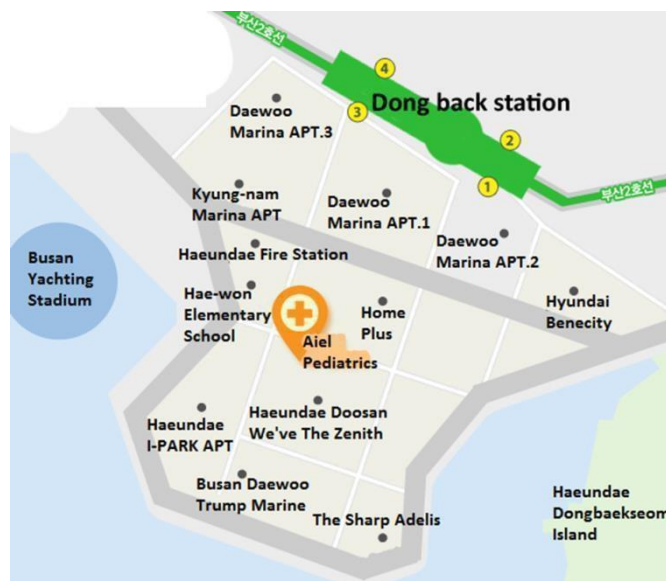 부산2호선
4
Dong back station
3
2
1
부산2호선
Daewoo
Marina APT.3
Kyung-nam
Marina APT
Daewoo
Marina APT.1
Daewoo
Marina APT.2
Haeundae Fire Station
Busan
Yachting
Stadium
Hae-won
Elementary
School
Home
Plus
Hyundai
Benecity
Aiel
Pediatrics
Haeundae
I-PARK APT
Haeundae Doosan
We've The Zenith
Busan Daewoo
Trump Marine
The Sharp Adelis
Haeundae
Dongbaekseom
Island